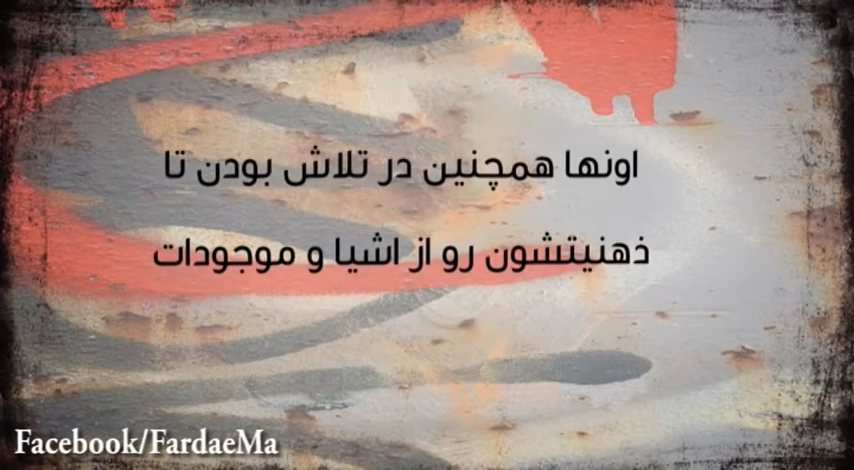 اونها همچنین در تلاش بودن تا
ذهنیتشون رو از اشیا و موجودات
Facebook/FardaeMa